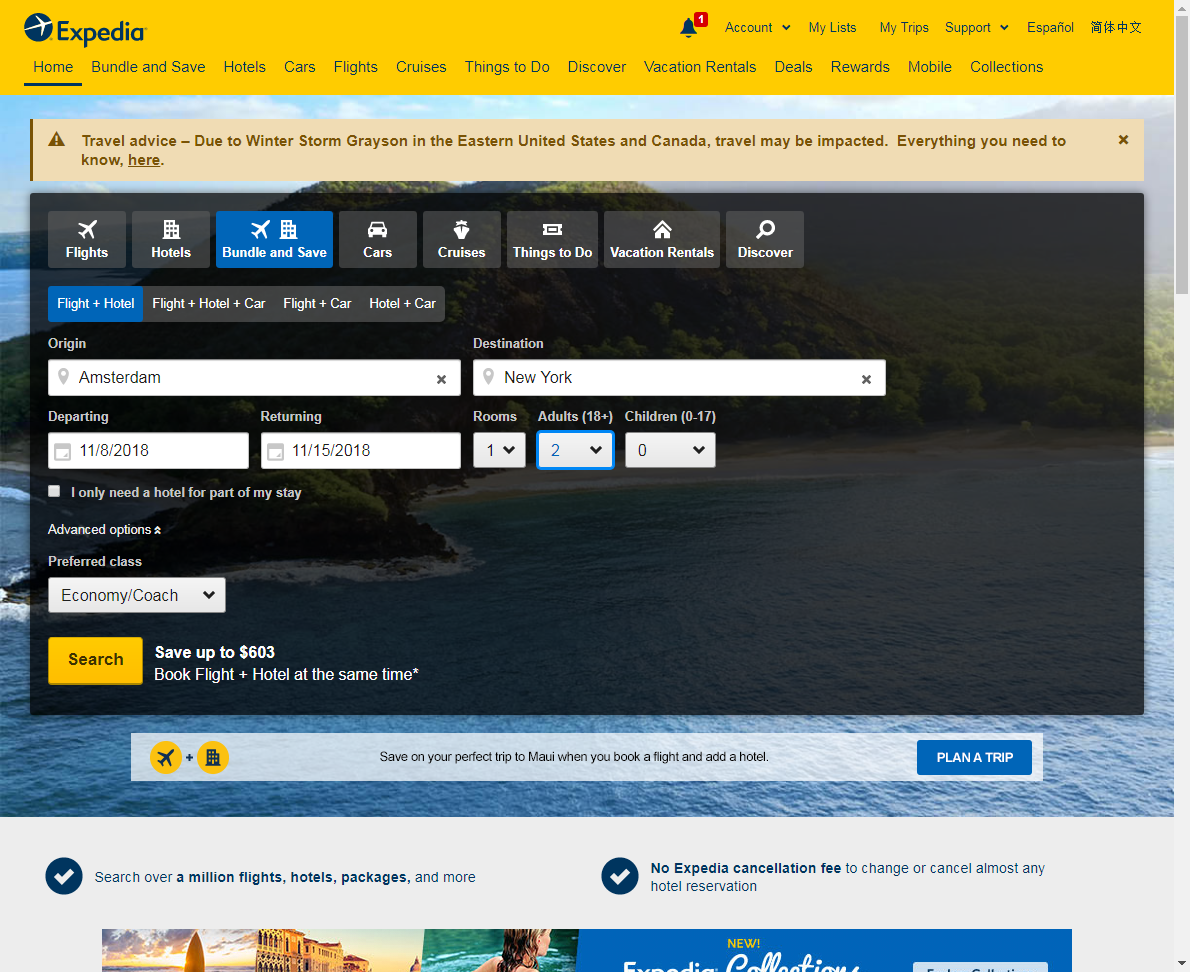 Expedia
1
Account My Lists My Trips Support Español 简体中文
Home Bundle and Save Hotels Cars Flights Cruises Things to Do Discover Vacation Rentals Deals Rewards Mobile Collections
Travel advice – Due to Winter Storm Grayson in the Eastern United States and Canada, travel may be impacted. Everything you need to
know, here.
Flights Hotels Bundle and Save Cars Cruises Things to Do Vacation Rentals Discover
Flight + Hotel Flight + Hotel + Car Flight + Car Hotel + Car
Origin Destination
Amsterdam New York
Departing Returning Rooms Adults (18+) Children (0-17)
11/8/2018 11/15/2018 1 2 0
I only need a hotel for part of my stay
Advanced options
Preferred class
Economy/Coach
Search
Save up to $603
Book Flight + Hotel at the same time*
Save on your perfect trip to Maui when you book a flight and add a hotel.
PLAN A TRIP
Search over a million flights, hotels, packages, and more
No Expedia cancellation fee to change or cancel almost any
hotel reservation
NEW!
Expedia Collections